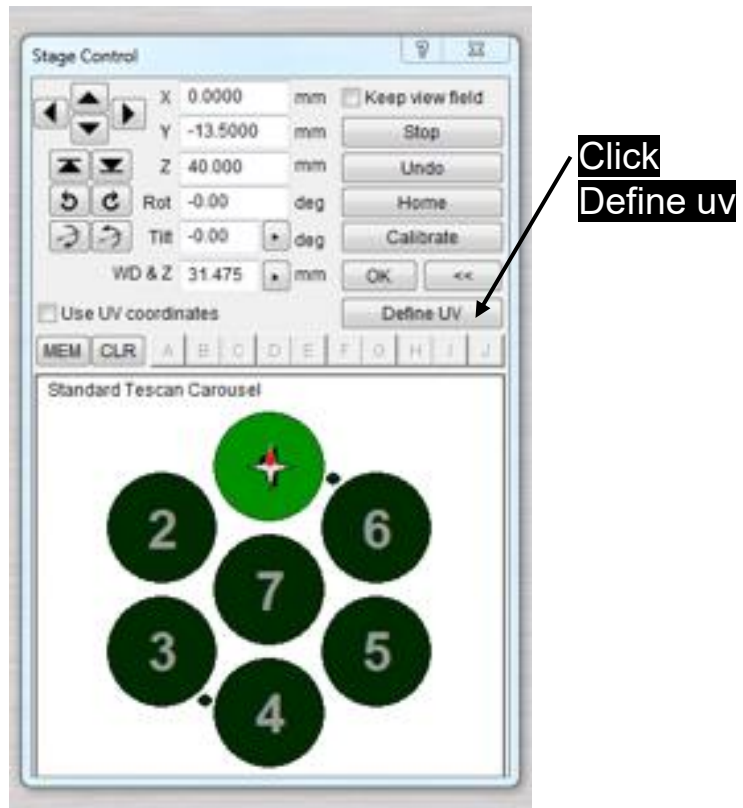 Stage Control
X 0.0000 mm Keep view field
Y -13.5000 mm Stop
Z 40.000 mm Undo
Rot -0.00 deg Home
Tilt -0.00 deg Calibrate
WD & Z 31.475 mm OK <<
Use UV coordinates Define UV
MEM CLR A B C D E F G H I J
Standard Tescan Carousel
2
6
7
3
5
4
Click
Define uv